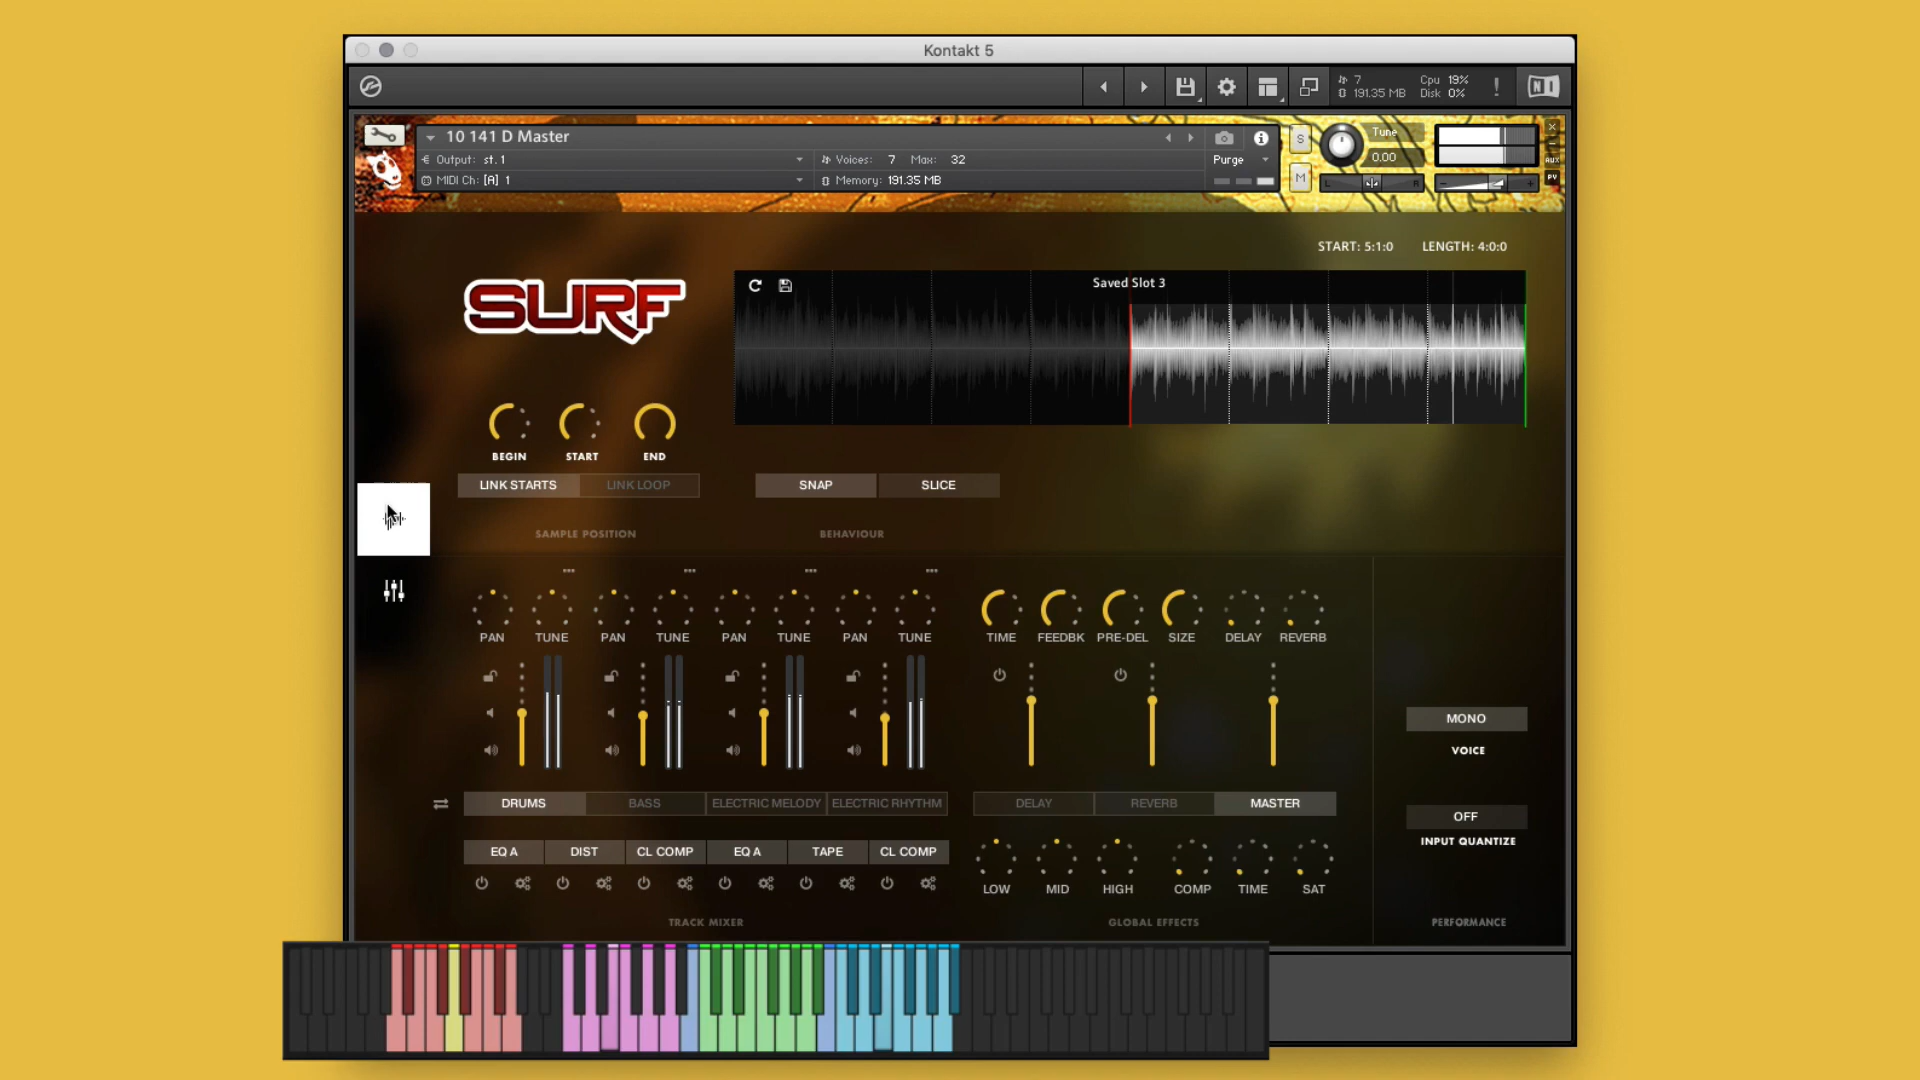 Kontakt 5
7
191.35 MB
Cpu 19%
Disk 0%
!
NI
10 141 D Master
i
S
Tune
0.00
Output: st.1
Voices: 7 Max: 32
Purge
MIDI Ch: [A] 1
Memory: 191.35 MB
M
L
R
AUX
PV
START: 5:1:0 LENGTH: 4:0:0
SURF
Saved Slot 3
BEGIN START END
LINK STARTS LINK LOOP
SNAP SLICE
SAMPLE POSITION BEHAVIOUR
PAN TUNE PAN TUNE PAN TUNE PAN TUNE
TIME FEEDBK PRE-DEL SIZE DELAY REVERB
MONO
VOICE
DRUMS BASS ELECTRIC MELODY ELECTRIC RHYTHM
DELAY REVERB MASTER
OFF
INPUT QUANTIZE
EQ A DIST CL COMP EQ A TAPE CL COMP
LOW MID HIGH COMP TIME SAT
TRACK MIXER GLOBAL EFFECTS PERFORMANCE